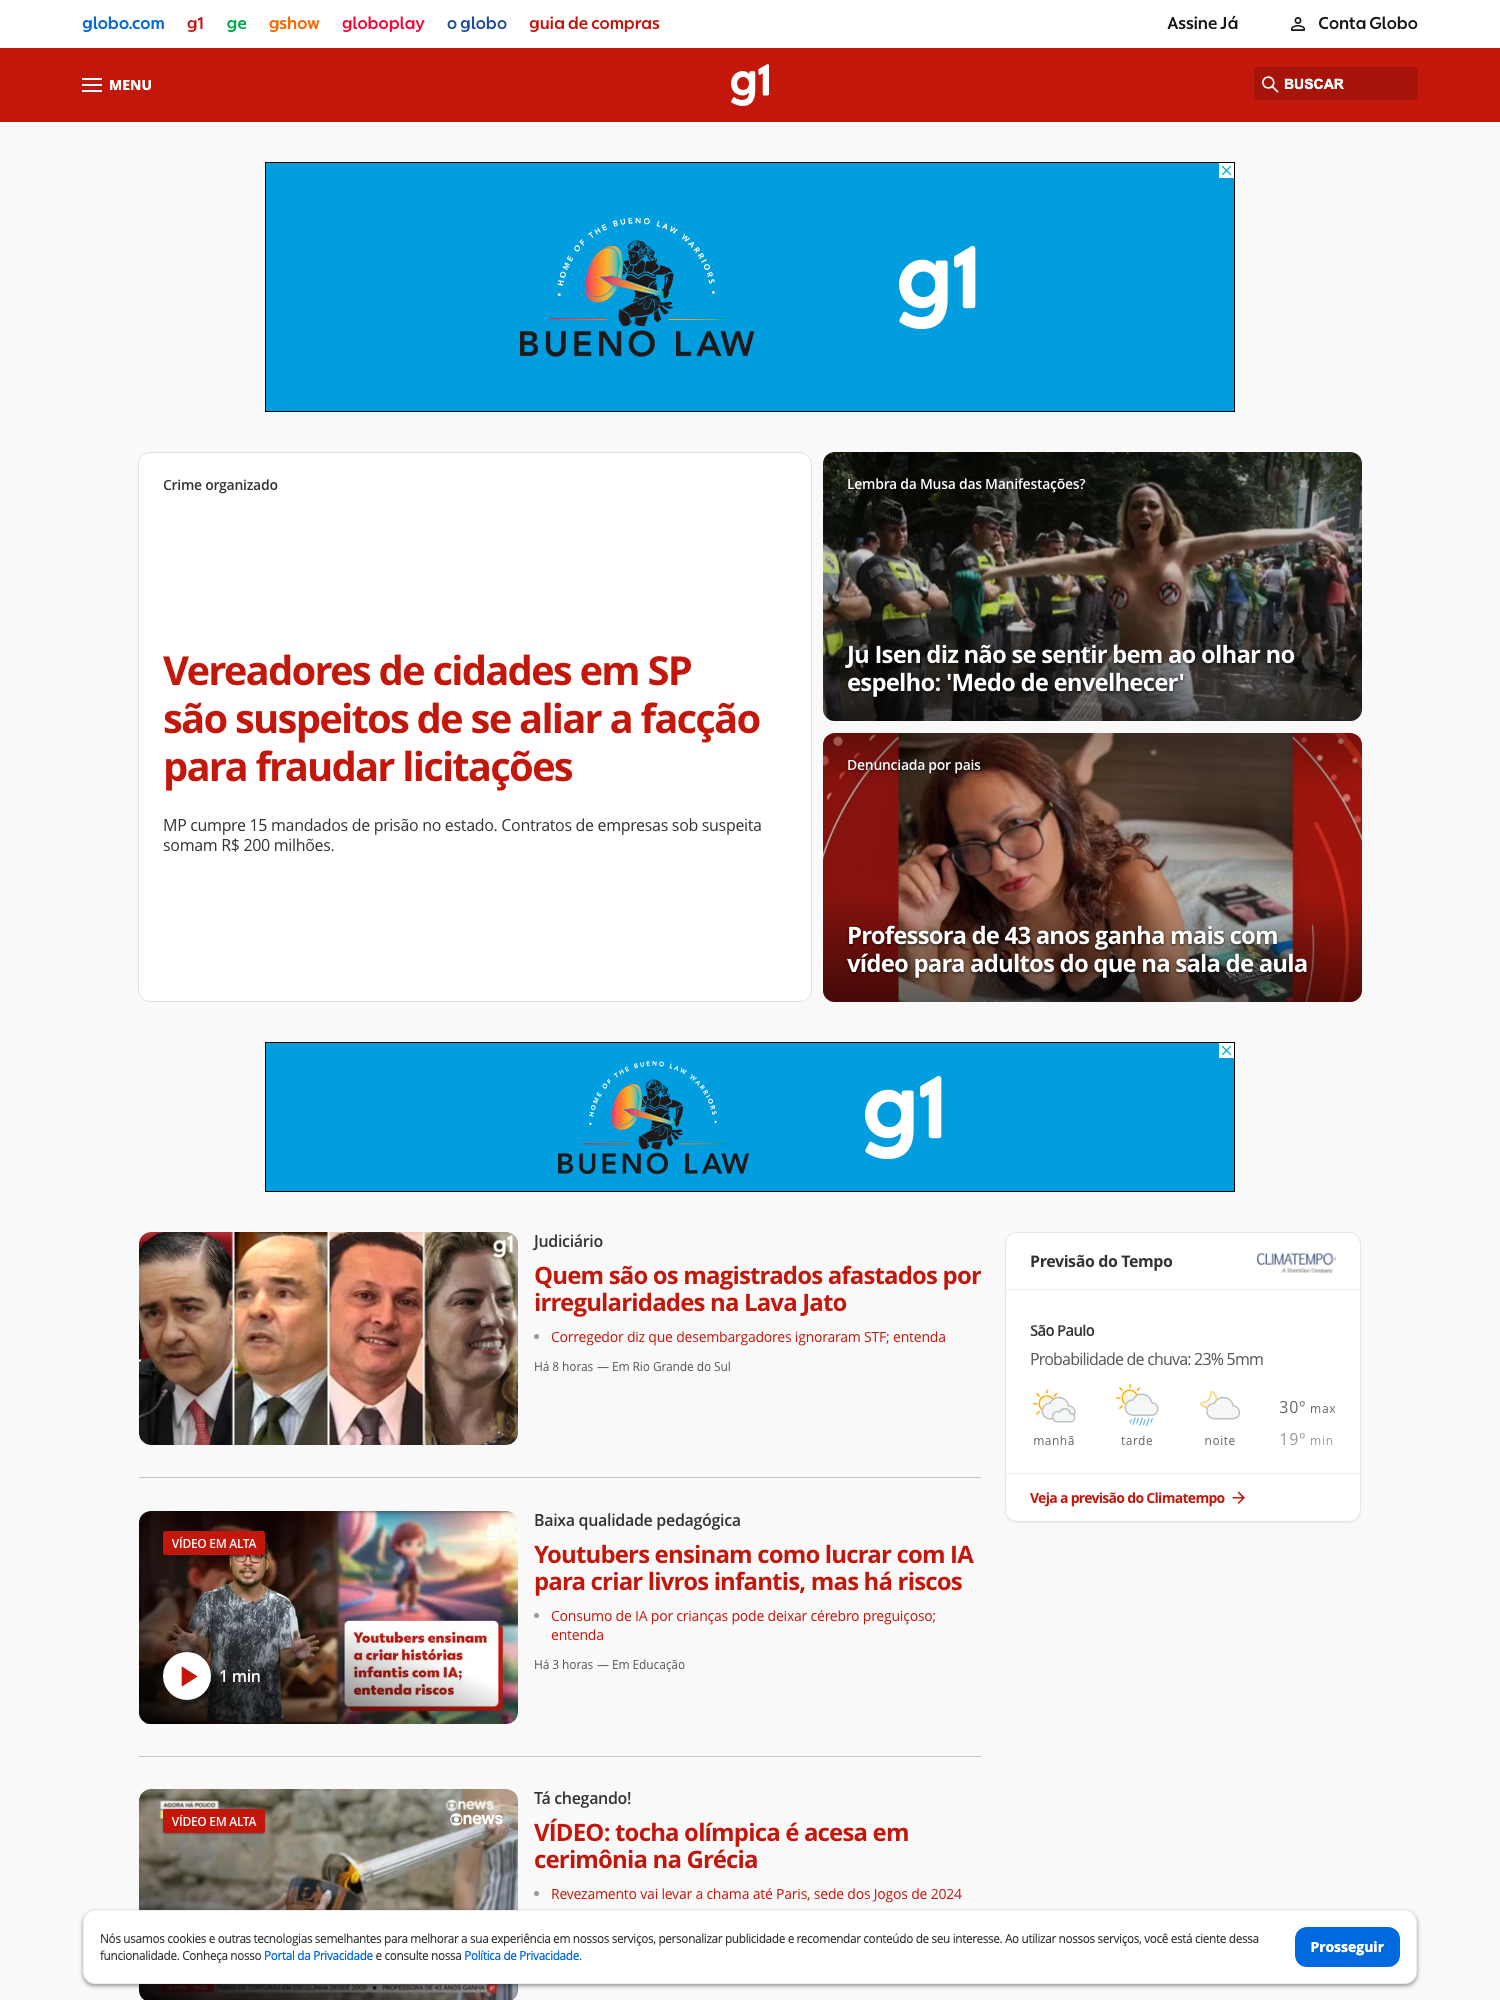 globo.com g1 ge gshow globoplay o globo guia de compras Assine Já Conta Globo
MENU g1 BUSCAR
HOME OF THE BUENO LAW WARRIORS
BUENO LAW
g1
Crime organizado
Vereadores de cidades em SP
são suspeitos de se aliar a facção
para fraudar licitações
MP cumpre 15 mandados de prisão no estado. Contratos de empresas sob suspeita
somam R$ 200 milhões.
Lembra da Musa das Manifestações?
Ju Isen diz não se sentir bem ao olhar no
espelho: 'Medo de envelhecer'
Denunciada por pais
Professora de 43 anos ganha mais com
vídeo para adultos do que na sala de aula
HOME OF THE BUENO LAW WARRIORS
BUENO LAW
g1
g1
Judiciário
Quem são os magistrados afastados por
irregularidades na Lava Jato
Corregedor diz que desembargadores ignoraram STF; entenda
Há 8 horas — Em Rio Grande do Sul
Previsão do Tempo
CLIMATEMPO
A StormGeo Company
São Paulo
Probabilidade de chuva: 23% 5mm
manhã tarde noite
30º max
19º min
Veja a previsão do Climatempo
VÍDEO EM ALTA
Youtubers ensinam
a criar histórias
infantis com IA;
entenda riscos
1 min
Baixa qualidade pedagógica
Youtubers ensinam como lucrar com IA
para criar livros infantis, mas há riscos
Consumo de IA por crianças pode deixar cérebro preguiçoso;
entenda
Há 3 horas — Em Educação
AGORA HÁ POUCO
VÍDEO EM ALTA
news
news
Tá chegando!
VÍDEO: tocha olímpica é acesa em
cerimônia na Grécia
Revezamento vai levar a chama até Paris, sede dos Jogos de 2024
Nós usamos cookies e outras tecnologias semelhantes para melhorar a sua experiência em nossos serviços, personalizar publicidade e recomendar conteúdo de seu interesse. Ao utilizar nossos serviços, você está ciente dessa
funcionalidade. Conheça nosso Portal da Privacidade e consulte nossa Política de Privacidade.
Prosseguir